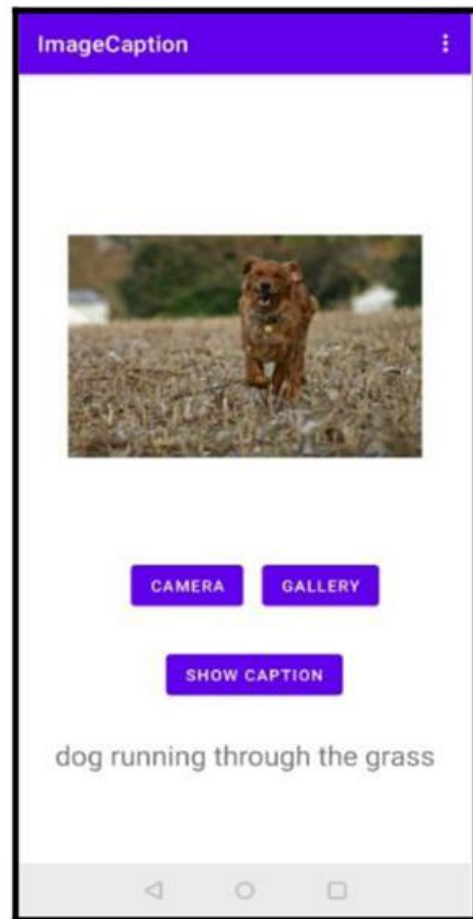 ImageCaption
CAMERA GALLERY
SHOW CAPTION
dog running through the grass